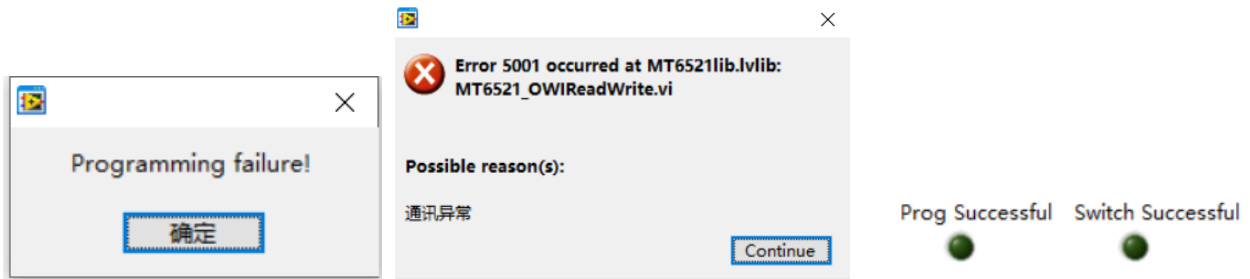 Programming failure!
确定
Error 5001 occurred at MT6521lib.lvlib:
MT6521_OWIReadWrite.vi
Possible reason(s):
通讯异常
Continue
Prog Successful
Switch Successful